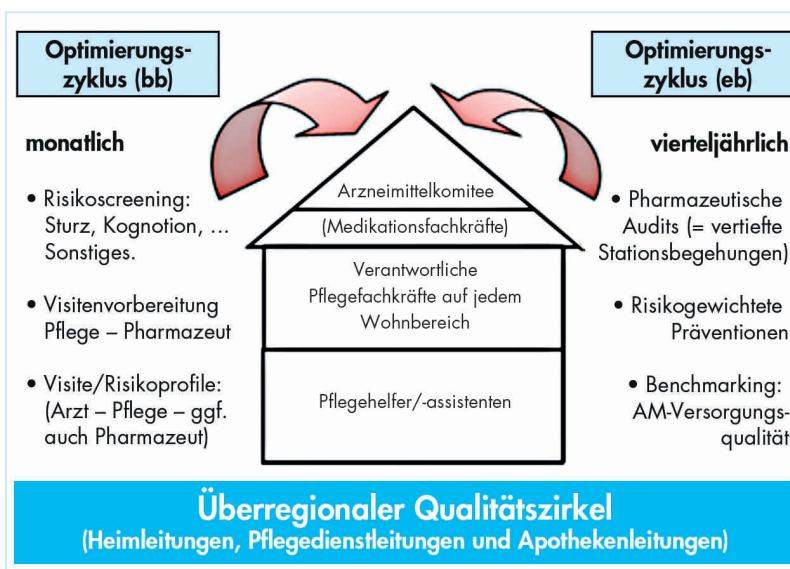 Optimierungs-
zyklus (bb)
monatlich
• Risikoscreening:
Sturz, Kognotion, ...
Sonstiges.
• Visitenvorbereitung
Pflege – Pharmazeut
• Visite/Risikoprofile:
(Arzt – Pflege – ggf.
auch Pharmazeut)
Arzneimittelkomitee
(Medikationsfachkräfte)
Verantwortliche
Pflegefachkräfte auf jedem
Wohnbereich
Pflegehelfer/-assistenten
Optimierungs-
zyklus (eb)
vierteljährlich
• Pharmazeutische
Audits (= vertiefte
Stationsbegehungen)
• Risikogewichtete
Präventionen
• Benchmarking:
AM-Versorgungs-
qualität
Überregionaler Qualitätszirkel
(Heimleitungen, Pflegedienstleitungen und Apothekenleitungen)